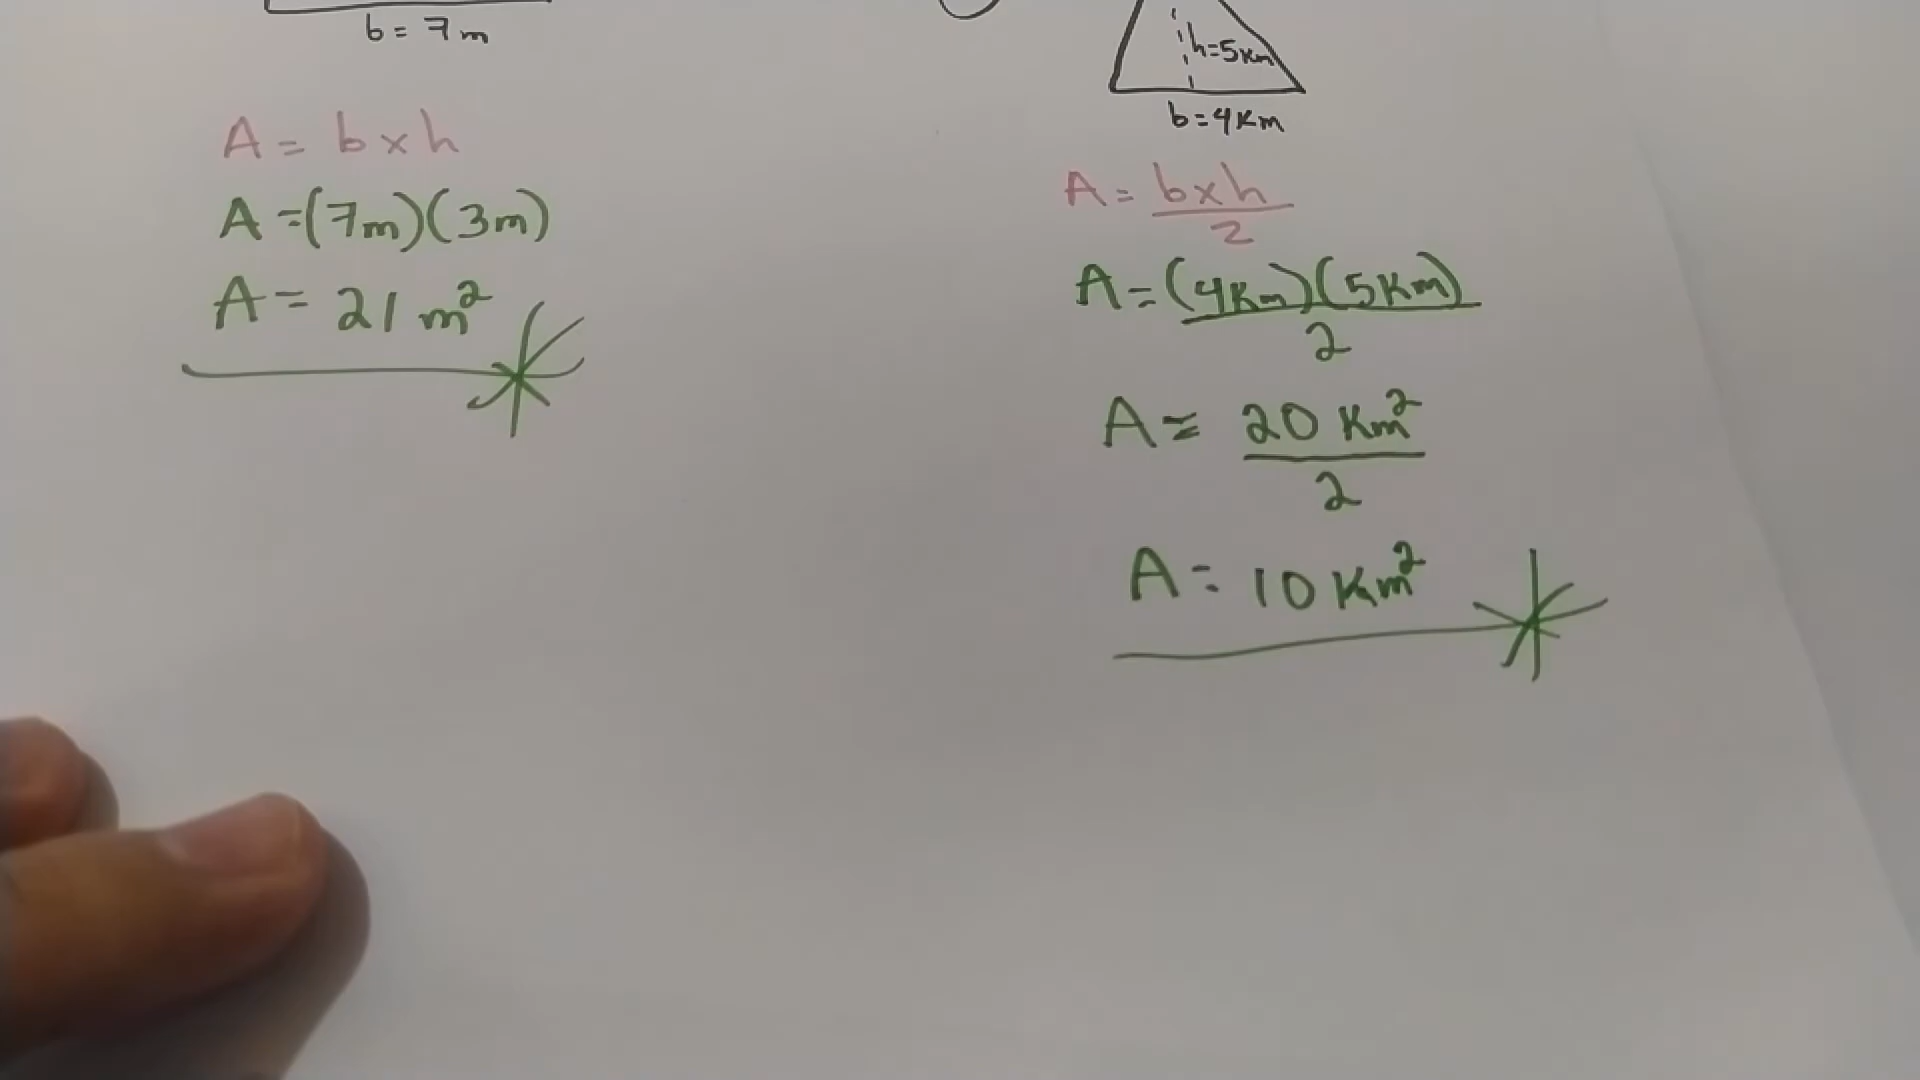 b = 7 m
A = b x h
A = (7m)(3m)
A = 21 m²
h=5Km
b=4Km
A = b x h
2
A = (4Km)(5Km)
2
A = 20 Km²
2
A = 10 Km²